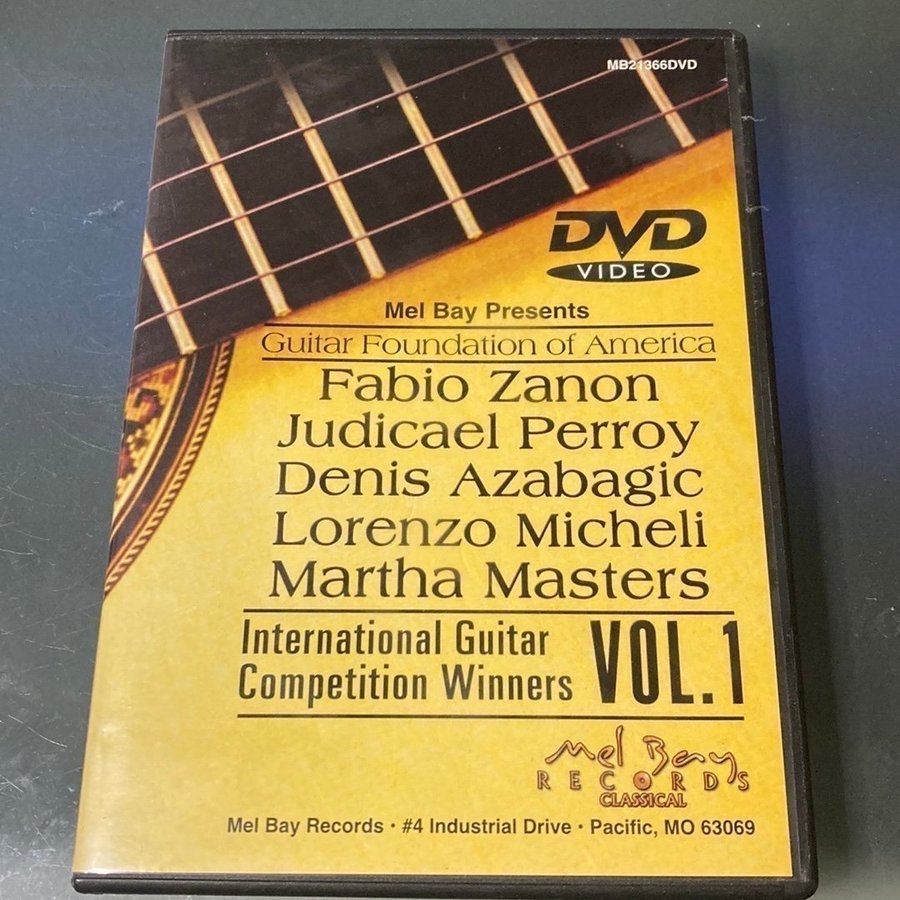 MB21366DVD
DVD
VIDEO
Mel Bay Presents
Guitar Foundation of America
Fabio Zanon
Judicael Perroy
Denis Azabagic
Lorenzo Micheli
Martha Masters
International Guitar
Competition Winners
VOL.1
Mel Bay
RECORDS
CLASSICAL
Mel Bay Records · #4 Industrial Drive · Pacific, MO 63069